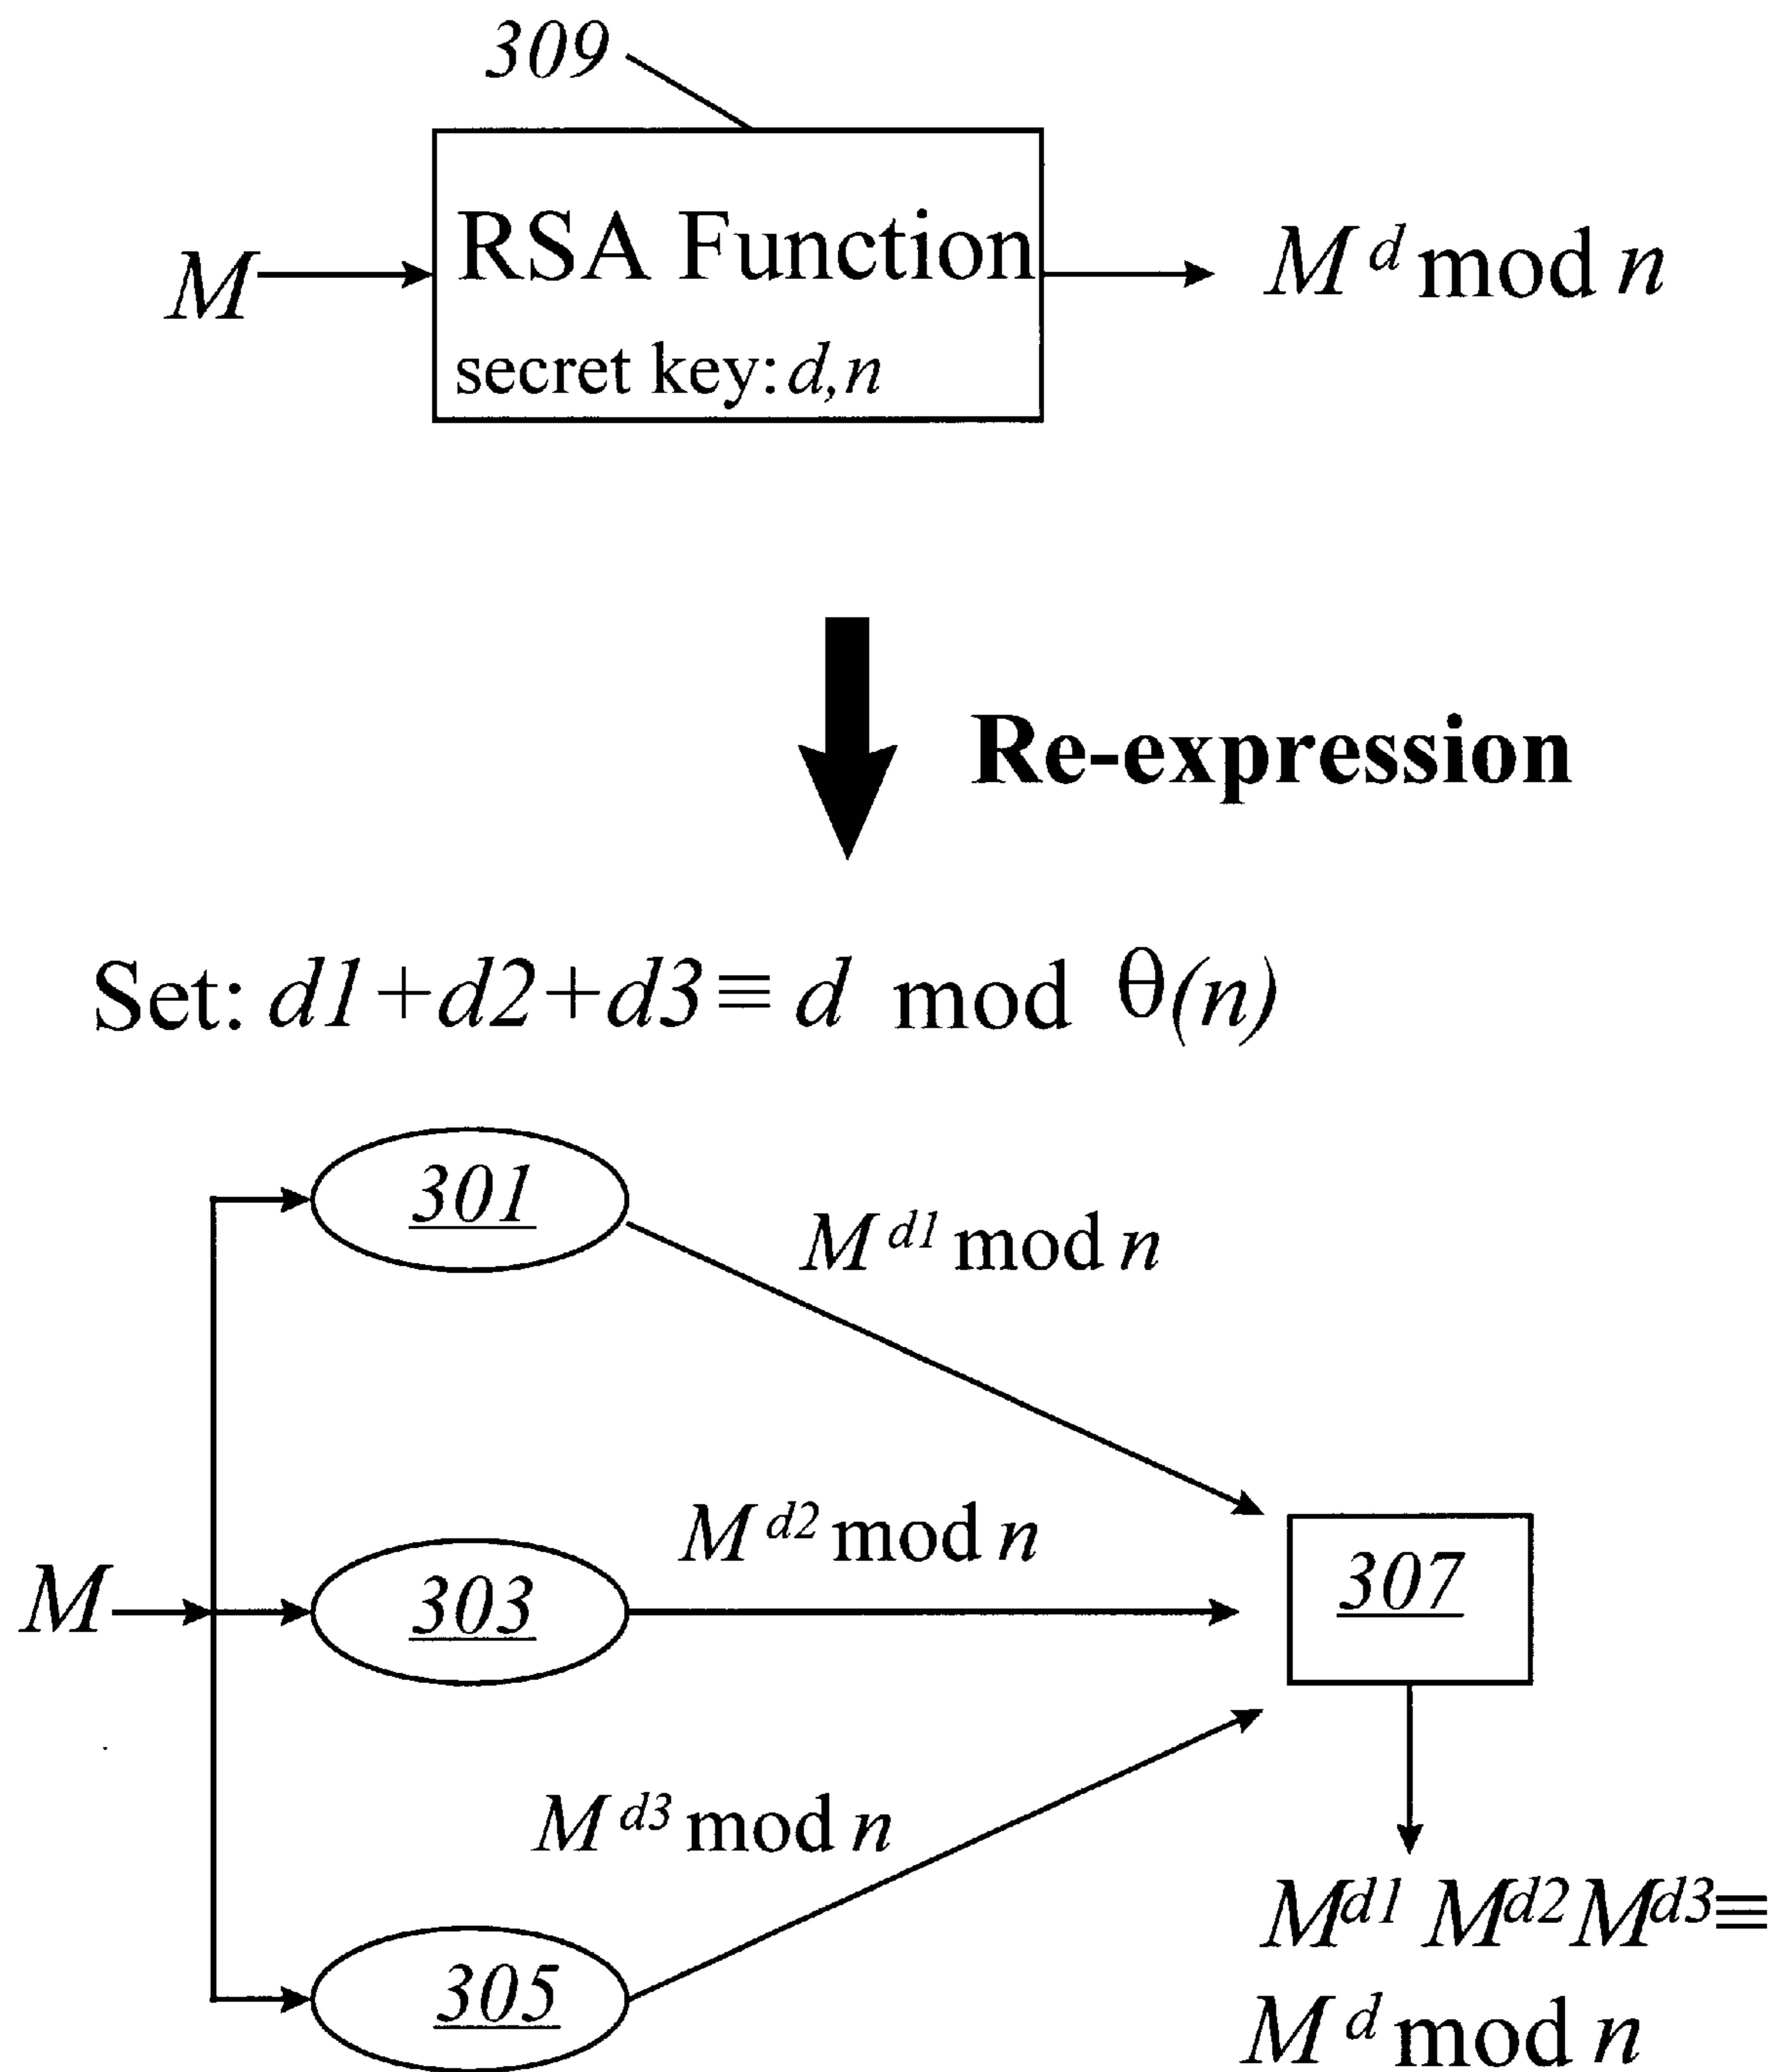 309
M RSA Function M^d mod n
secret key: d,n
Re-expression
Set: d1+d2+d3≡ d mod θ(n)
301
M^d1 mod n
M^d2 mod n
M 303 307
M^d3 mod n
305
M^d1 M^d2 M^d3≡
M^d mod n